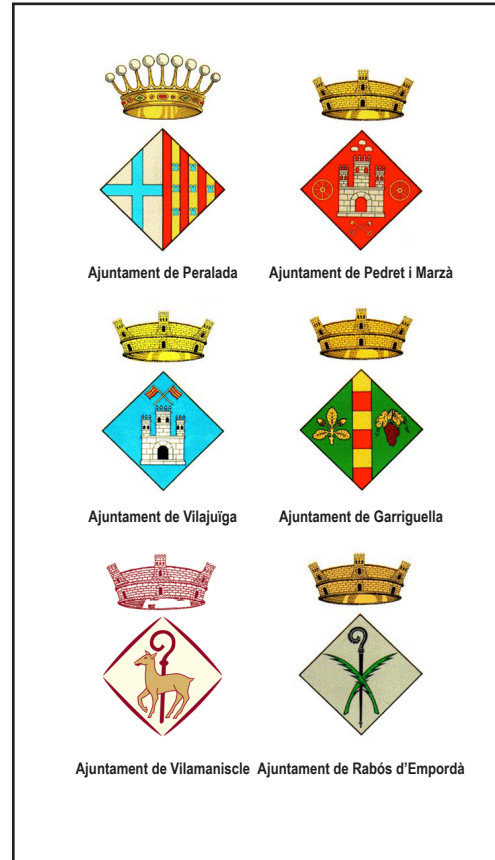 Ajuntament de Peralada
Ajuntament de Pedret i Marzà
Ajuntament de Vilajuïga
Ajuntament de Garriguella
Ajuntament de Vilamaniscle
Ajuntament de Rabós d’Empordà